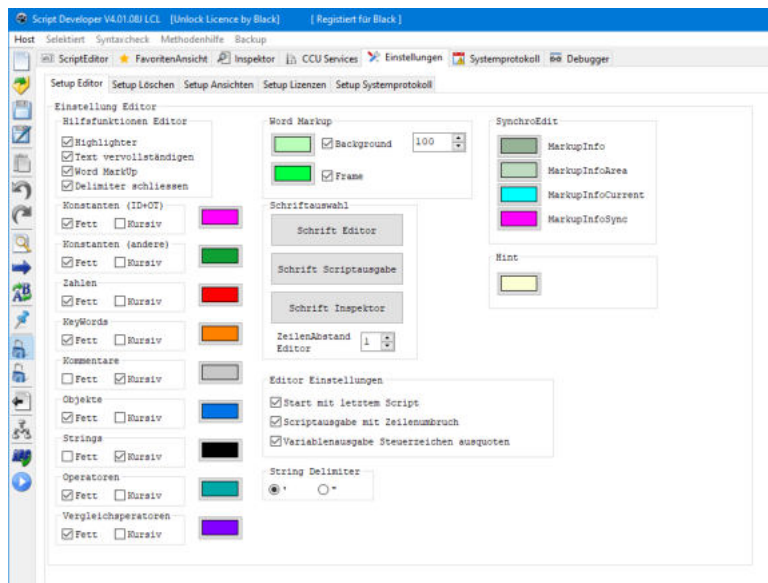 Script Developer V4.01.08J LCL [Unlock Licence by Black] [ Registiert für Black ]
Host Selektiert Syntaxcheck Methodenhilfe Backup
ScriptEditor FavoritenAnsicht Inspektor CCU Services Einstellungen Systemprotokoll Debugger
Setup Editor Setup Löschen Setup Ansichten Setup Lizenzen Setup Systemprotokoll
Einstellung Editor
Hilfsfunktionen Editor
Highlighter
Text vervollständigen
Word MarkUp
Delimiter schliessen
Konstanten (ID+OT)
Fett Kursiv
Konstanten (andere)
Fett Kursiv
Zahlen
Fett Kursiv
KeyWords
Fett Kursiv
Kommentare
Fett Kursiv
Objekte
Fett Kursiv
Strings
Fett Kursiv
Operatoren
Fett Kursiv
Vergleichsperatoren
Fett Kursiv
Word Markup
Background 100
Frame
Schriftauswahl
Schrift Editor
Schrift Scriptausgabe
Schrift Inspektor
ZeilenAbstand
Editor 1
Editor Einstellungen
Start mit letztem Script
Scriptausgabe mit Zeilenumbruch
Variablenausgabe Steuerzeichen ausquoten
String Delimiter
' "
SynchroEdit
MarkupInfo
MarkupInfoArea
MarkupInfoCurrent
MarkupInfoSync
Hint